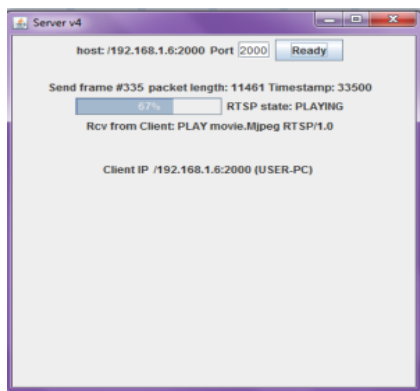 Server v4
host: /192.168.1.6:2000 Port 2000 Ready
Send frame #335 packet length: 11461 Timestamp: 33500
67% RTSP state: PLAYING
Rcv from Client: PLAY movie.Mjpeg RTSP/1.0
Client IP /192.168.1.6:2000 (USER-PC)